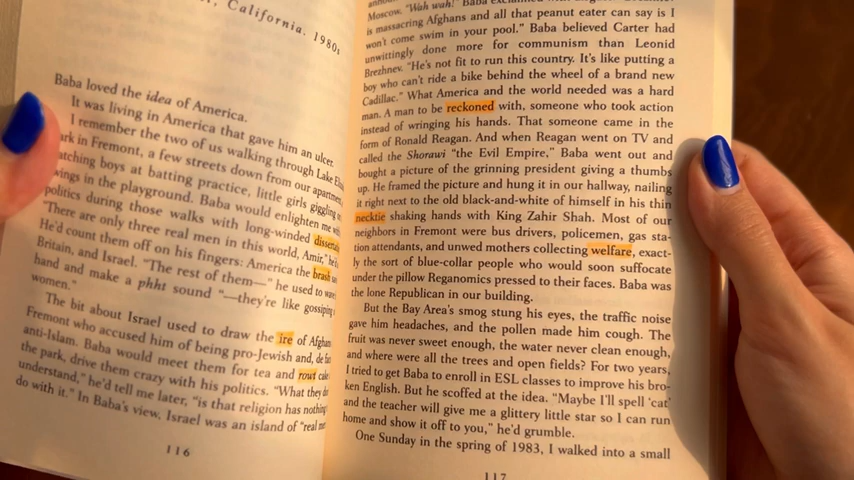 , California. 1980s
Baba loved the idea of America.
It was living in America that gave him an ulcer.
I remember the two of us walking through Lake
ark in Fremont, a few streets down from our apartment,
atching boys at batting practice, little girls giggling
wings in the playground. Baba would enlighten me
politics during those walks with long-winded
"There are only three real men in this world, Amir,"
He'd count them off on his fingers: America the brash
Britain, and Israel. "The rest of them—" he used to
hand and make a phht sound "—they're like gossiping
women."
The bit about Israel used to draw the ire of
Fremont who accused him of being pro-Jewish and, de
anti-Islam. Baba would meet them for tea and rowt
the park, drive them crazy with his politics. "What they
understand," he'd tell me later, "is that religion has
do with it." In Baba's view, Israel was an island of "real
116
Moscow. "Wah wah!" Baba exclaimed
is massacring Afghans and all that peanut eater can say is I
won't come swim in your pool." Baba believed Carter had
unwittingly done more for communism than Leonid
Brezhnev. "He's not fit to run this country. It's like putting a
boy who can't ride a bike behind the wheel of a brand new
Cadillac." What America and the world needed was a hard
man. A man to be reckoned with, someone who took action
instead of wringing his hands. That someone came in the
form of Ronald Reagan. And when Reagan went on TV and
called the Shorawi "the Evil Empire," Baba went out and
bought a picture of the grinning president giving a thumbs
up. He framed the picture and hung it in our hallway, nailing
it right next to the old black-and-white of himself in his thin
necktie shaking hands with King Zahir Shah. Most of our
neighbors in Fremont were bus drivers, policemen, gas sta-
tion attendants, and unwed mothers collecting welfare, exact-
ly the sort of blue-collar people who would soon suffocate
under the pillow Reganomics pressed to their faces. Baba was
the lone Republican in our building.
But the Bay Area's smog stung his eyes, the traffic noise
gave him headaches, and the pollen made him cough. The
fruit was never sweet enough, the water never clean enough,
and where were all the trees and open fields? For two years,
I tried to get Baba to enroll in ESL classes to improve his bro-
ken English. But he scoffed at the idea. "Maybe I'll spell 'cat'
and the teacher will give me a glittery little star so I can run
home and show it off to you," he'd grumble.
One Sunday in the spring of 1983, I walked into a small
117